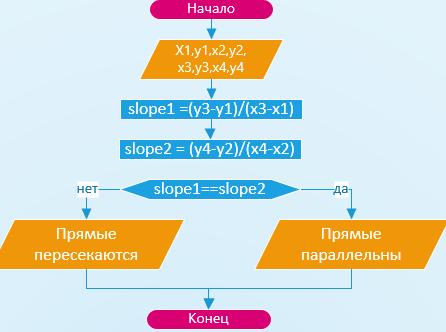 Начало
X1,y1,x2,y2,
x3,y3,x4,y4
slope1 =(y3-y1)/(x3-x1)
slope2 = (y4-y2)/(x4-x2)
нет
slope1==slope2
да
Прямые
пересекаются
Прямые
параллельны
Конец